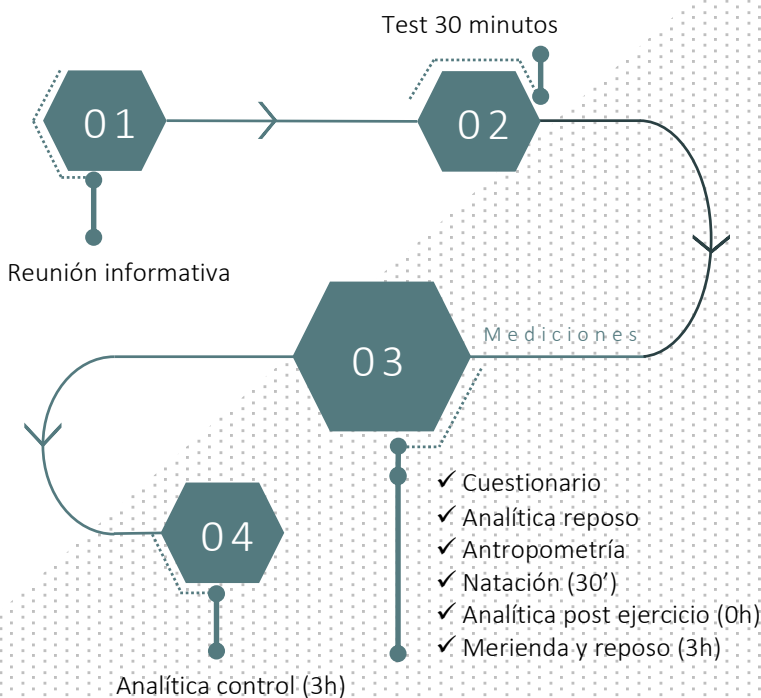 Test 30 minutos
01
02
Reunión informativa
Mediciones
03
✓ Cuestionario
✓ Analítica reposo
✓ Antropometría
✓ Natación (30’)
✓ Analítica post ejercicio (0h)
✓ Merienda y reposo (3h)
04
Analítica control (3h)